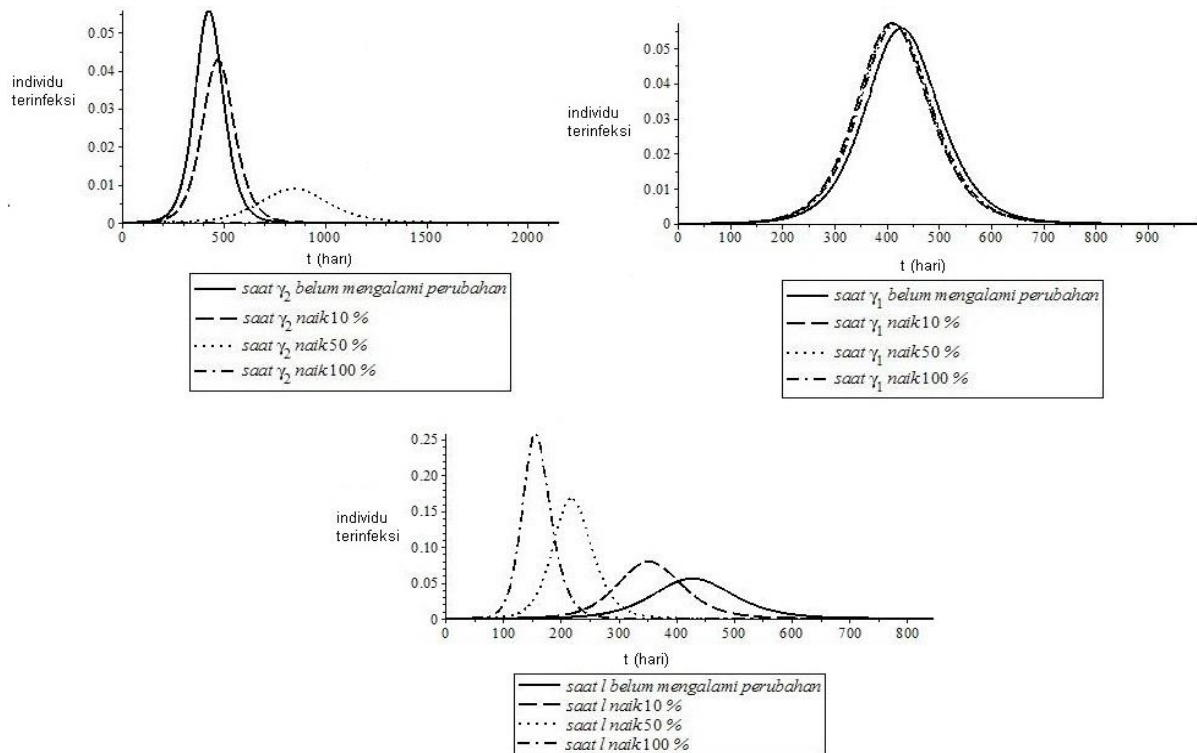 0.05
individu
terinfeksi
0.04
0.03
0.02
0.01
0
0 500 1000 1500 2000
t (hari)
saat γ₂ belum mengalami perubahan
saat γ₂ naik 10 %
saat γ₂ naik 50 %
saat γ₂ naik 100 %
0.05
0.04
individu
terinfeksi
0.03
0.02
0.01
0
0 100 200 300 400 500 600 700 800 900
t (hari)
saat γ₁ belum mengalami perubahan
saat γ₁ naik 10 %
saat γ₁ naik 50 %
saat γ₁ naik 100 %
0.25
0.20
individu
terinfeksi
0.15
0.10
0.05
0
0 100 200 300 400 500 600 700 800
t (hari)
saat l belum mengalami perubahan
saat l naik 10 %
saat l naik 50 %
saat l naik 100 %